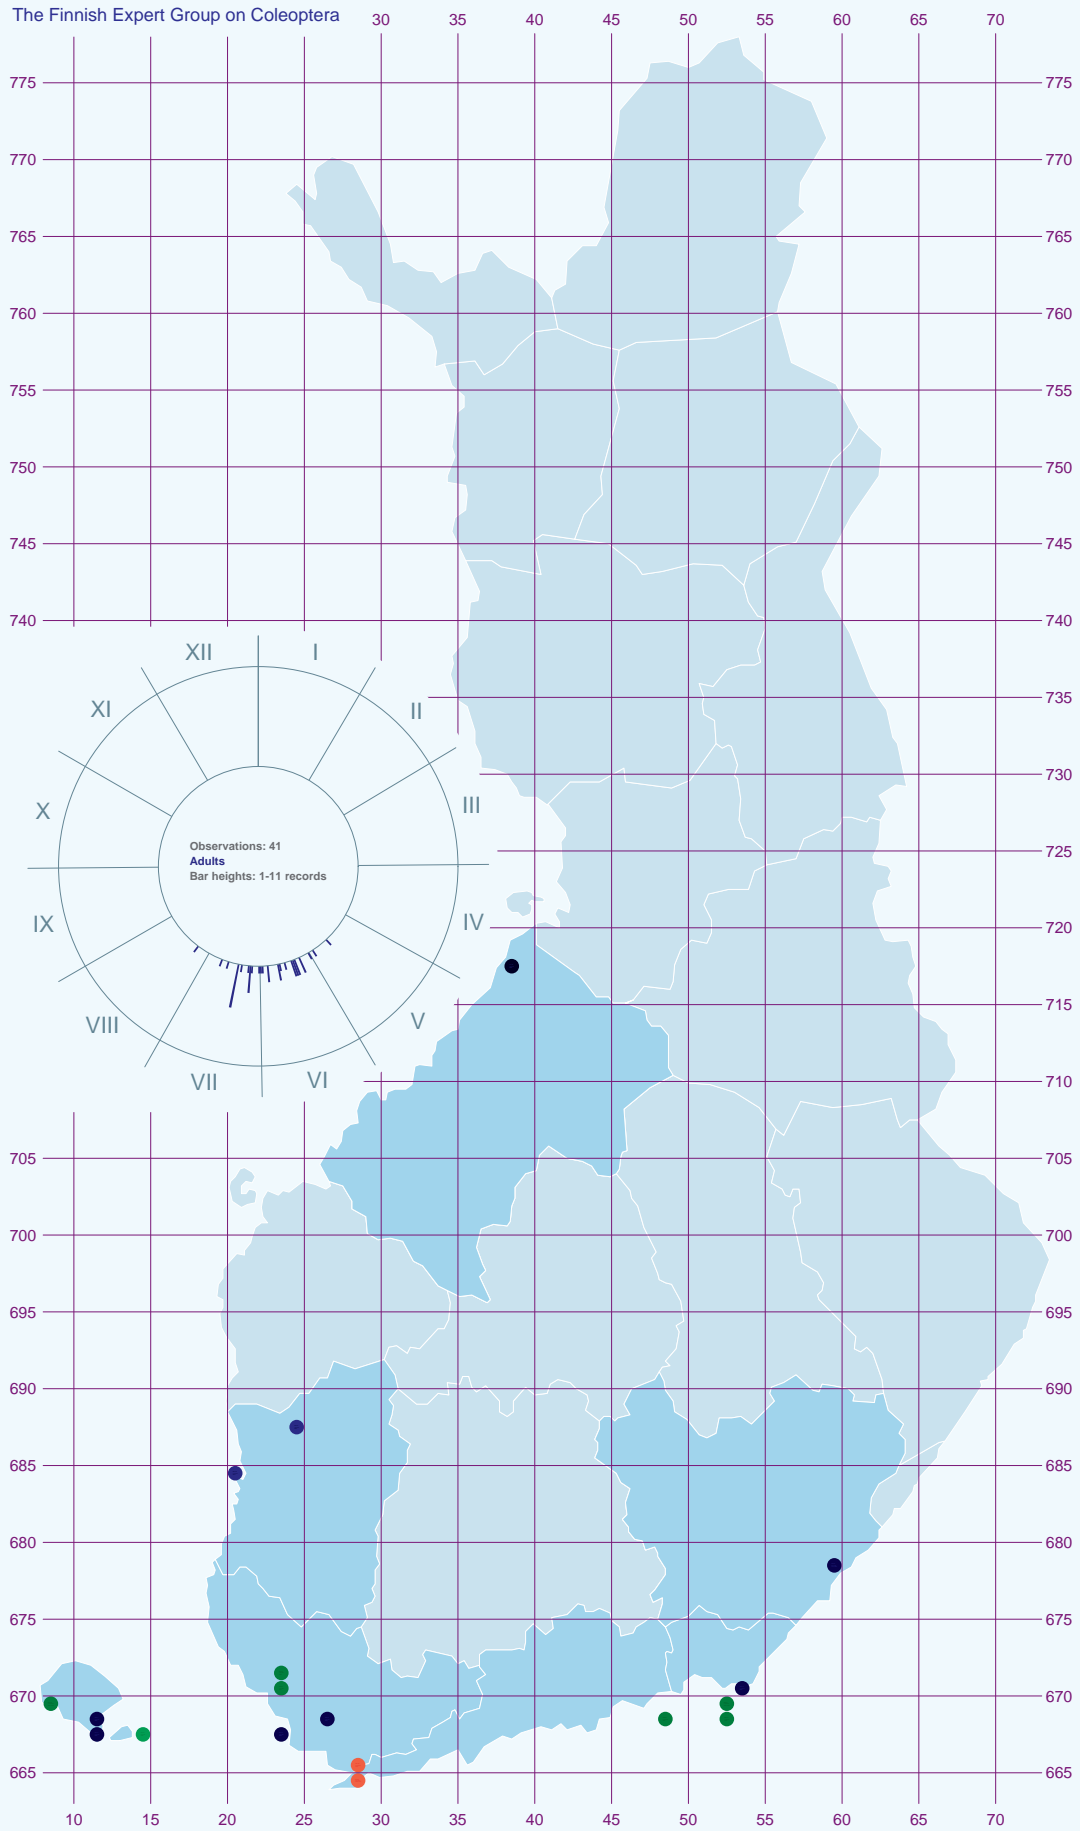 The Finnish Expert Group on Coleoptera
30 35 40 45 50 55 60 65 70
775 775
770 770
765 765
760 760
755 755
750 750
745 745
740 740
XII I
XI II
735
730
X III
725
Observations: 41
Adults
Bar heights: 1-11 records
IX IV
720
VIII V
715
VII VI
710
705 705
700 700
695 695
690 690
685 685
680 680
675 675
670 670
665 665
10 15 20 25 30 35 40 45 50 55 60 65 70